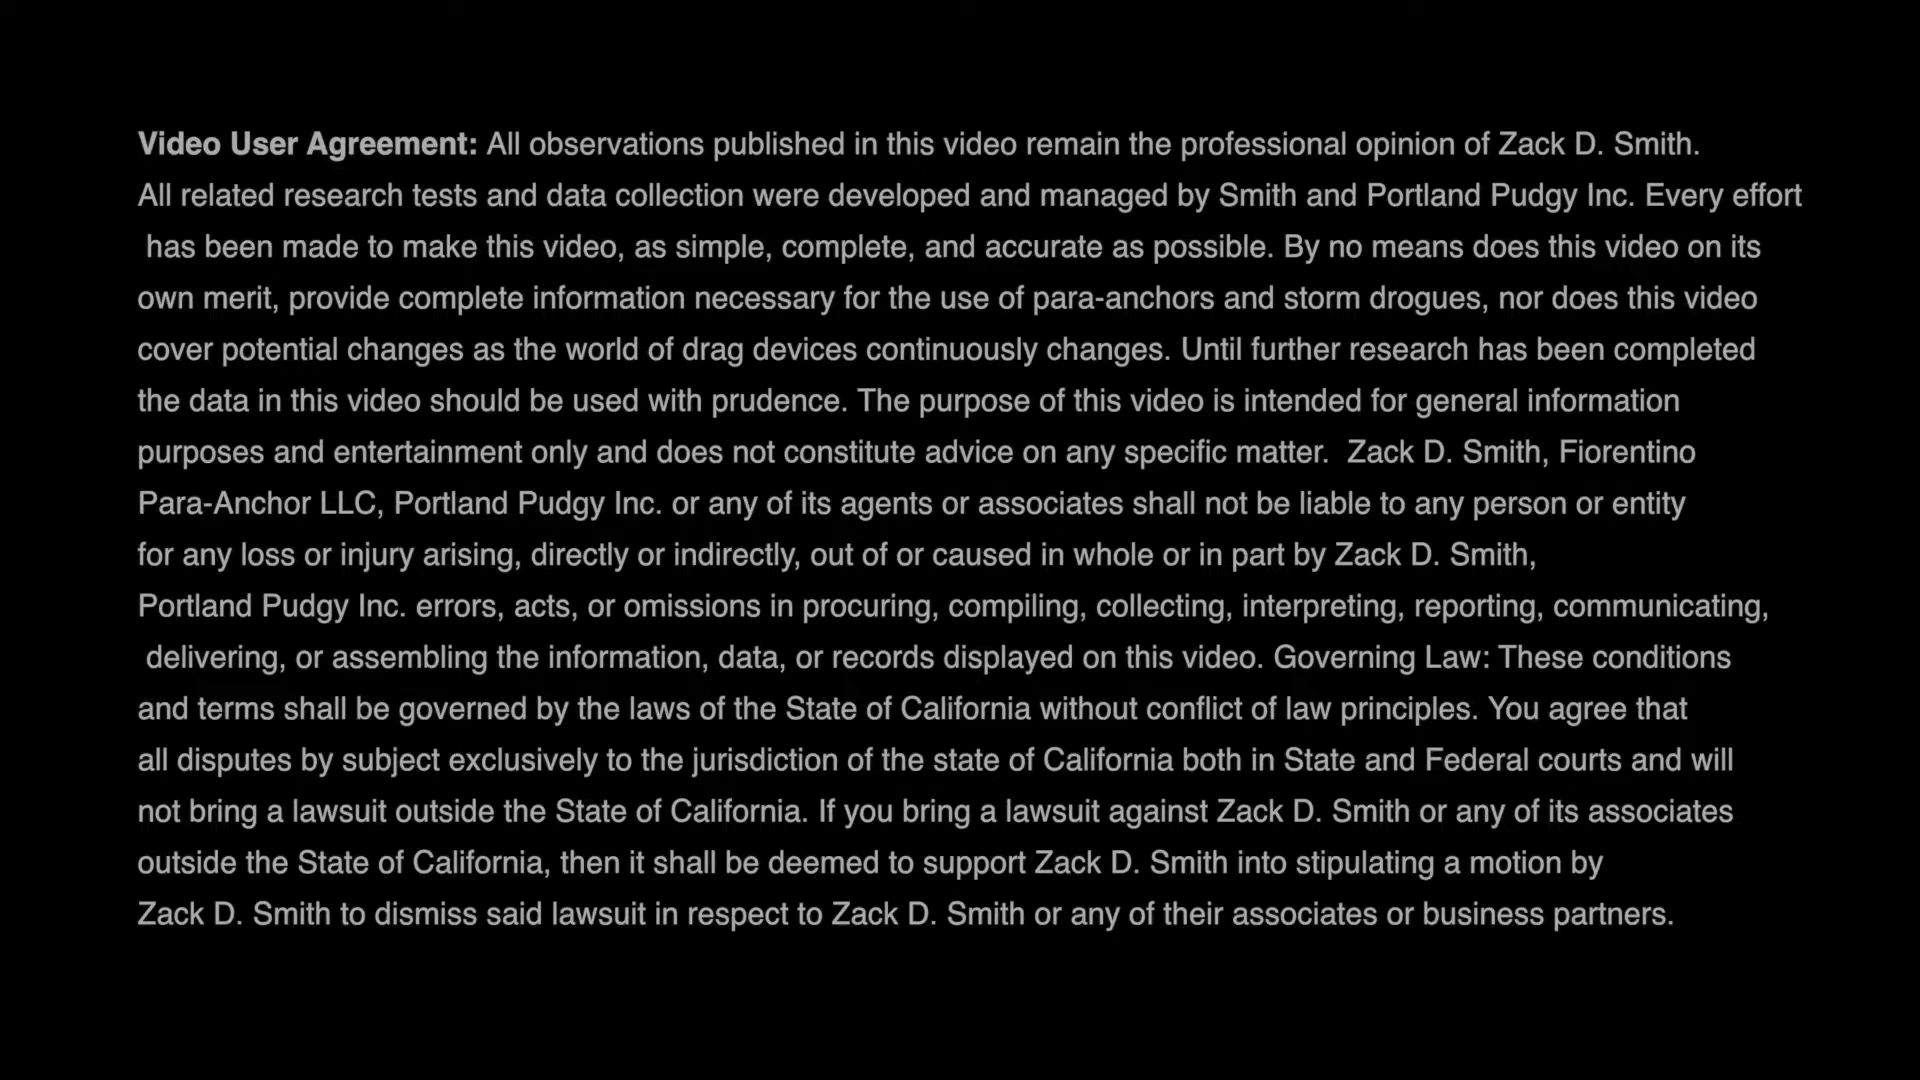 Video User Agreement: All observations published in this video remain the professional opinion of Zack D. Smith.
All related research tests and data collection were developed and managed by Smith and Portland Pudgy Inc. Every effort
has been made to make this video, as simple, complete, and accurate as possible. By no means does this video on its
own merit, provide complete information necessary for the use of para-anchors and storm drogues, nor does this video
cover potential changes as the world of drag devices continuously changes. Until further research has been completed
the data in this video should be used with prudence. The purpose of this video is intended for general information
purposes and entertainment only and does not constitute advice on any specific matter.  Zack D. Smith, Fiorentino
Para-Anchor LLC, Portland Pudgy Inc. or any of its agents or associates shall not be liable to any person or entity
for any loss or injury arising, directly or indirectly, out of or caused in whole or in part by Zack D. Smith,
Portland Pudgy Inc. errors, acts, or omissions in procuring, compiling, collecting, interpreting, reporting, communicating,
delivering, or assembling the information, data, or records displayed on this video. Governing Law: These conditions
and terms shall be governed by the laws of the State of California without conflict of law principles. You agree that
all disputes by subject exclusively to the jurisdiction of the state of California both in State and Federal courts and will
not bring a lawsuit outside the State of California. If you bring a lawsuit against Zack D. Smith or any of its associates
outside the State of California, then it shall be deemed to support Zack D. Smith into stipulating a motion by
Zack D. Smith to dismiss said lawsuit in respect to Zack D. Smith or any of their associates or business partners.